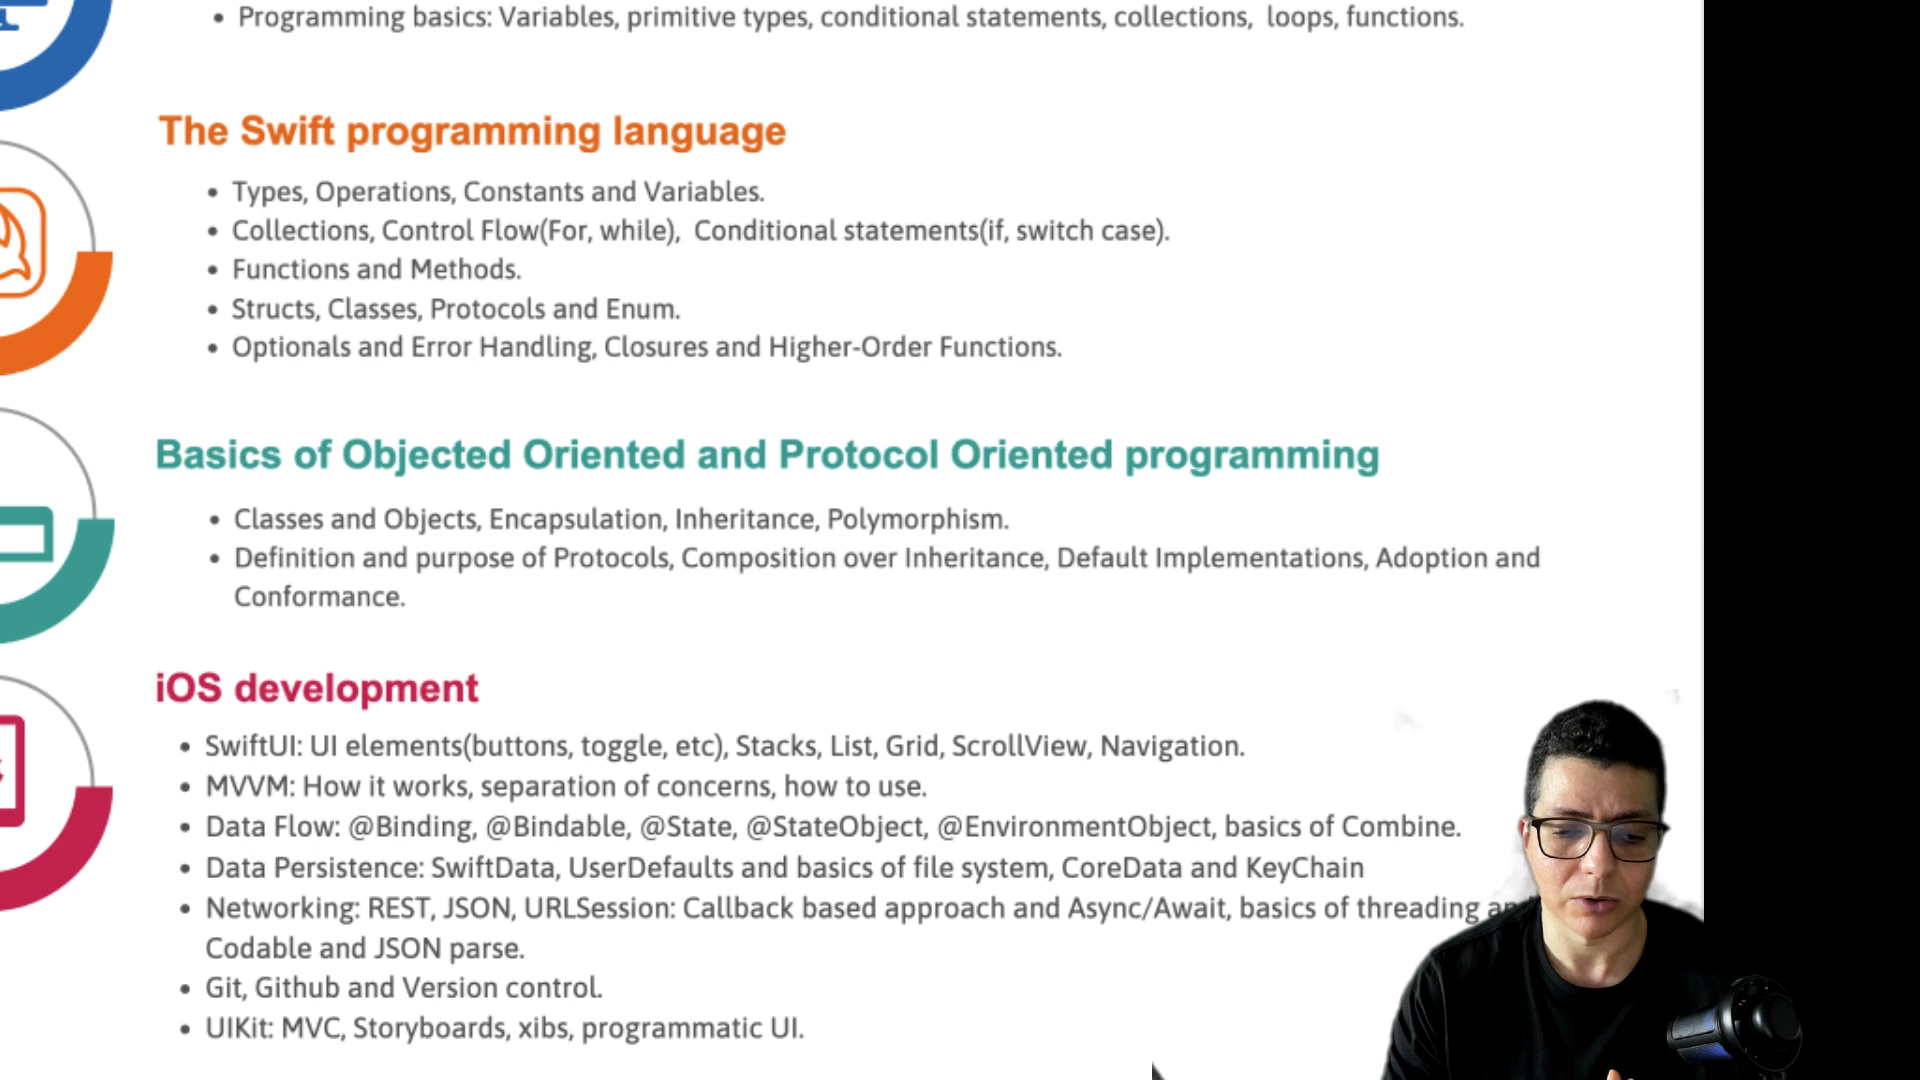 Programming basics: Variables, primitive types, conditional statements, collections, loops, functions.
The Swift programming language
Types, Operations, Constants and Variables.
Collections, Control Flow(For, while), Conditional statements(if, switch case).
Functions and Methods.
Structs, Classes, Protocols and Enum.
Optionals and Error Handling, Closures and Higher-Order Functions.
Basics of Objected Oriented and Protocol Oriented programming
Classes and Objects, Encapsulation, Inheritance, Polymorphism.
Definition and purpose of Protocols, Composition over Inheritance, Default Implementations, Adoption and
Conformance.
iOS development
SwiftUI: UI elements(buttons, toggle, etc), Stacks, List, Grid, ScrollView, Navigation.
MVVM: How it works, separation of concerns, how to use.
Data Flow: @Binding, @Bindable, @State, @StateObject, @EnvironmentObject, basics of Combine.
Data Persistence: SwiftData, UserDefaults and basics of file system, CoreData and KeyChain
Networking: REST, JSON, URLSession: Callback based approach and Async/Await, basics of threading
Codable and JSON parse.
Git, Github and Version control.
UIKit: MVC, Storyboards, xibs, programmatic UI.